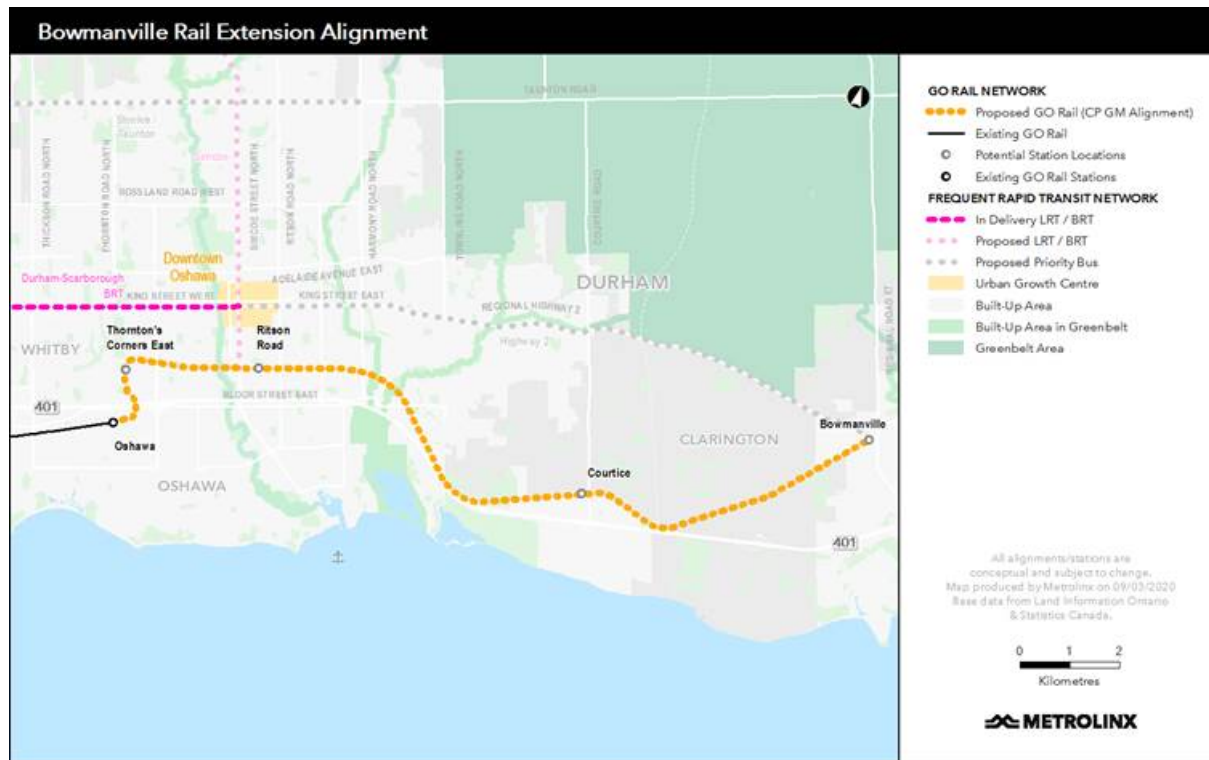 Bowmanville Rail Extension Alignment
TAUNTON ROAD
Steeles -
Taunton
Simcoe
THICKSON ROAD NORTH
THORNTON ROAD NORTH
ROSSLAND ROAD WEST
SIMCOE STREET NORTH
RITSON ROAD NORTH
HARMONY ROAD NORTH
TOWNLINE ROAD NORTH
COURTICE ROAD
Downtown
Oshawa
ADELAIDE AVENUE EAST
Durham-Scarborough
BRT
KING STREET WEST
KING STREET EAST
DURHAM
REGIONAL HIGHWAY 2
Highway 2
Thornton's
Corners East
Ritson
Road
WHITBY
BLOOR STREET EAST
401
Oshawa
OSHAWA
Courtice
CLARINGTON
Bowmanville
401
GO RAIL NETWORK
Proposed GO Rail (CP GM Alignment)
Existing GO Rail
Potential Station Locations
Existing GO Rail Stations
FREQUENT RAPID TRANSIT NETWORK
In Delivery LRT / BRT
Proposed LRT / BRT
Proposed Priority Bus
Urban Growth Centre
Built-Up Area
Built-Up Area in Greenbelt
Greenbelt Area
All alignments/stations are
conceptual and subject to change.
Map produced by Metrolinx on 09/03/2020
Base data from Land Information Ontario
& Statistics Canada.
0 1 2
Kilometres
METROLINX